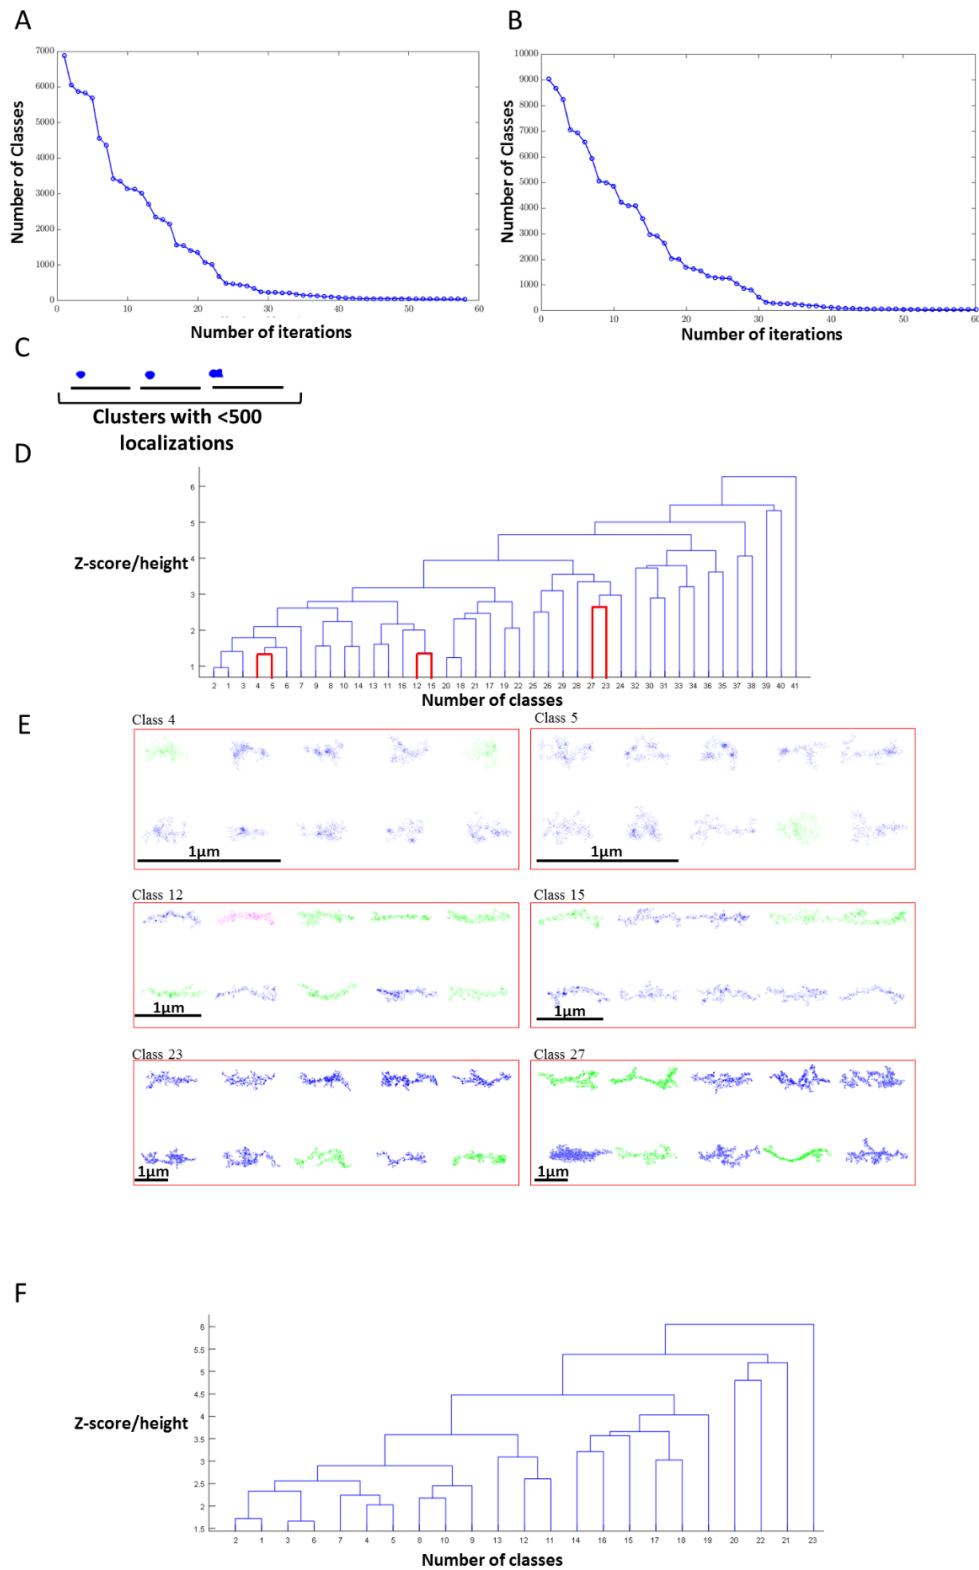 A
B
7000
6000
5000
4000
3000
2000
1000
0
0
10
20
30
40
50
60
Number of Classes
Number of iterations
10000
9000
8000
7000
6000
5000
4000
3000
2000
1000
0
0
10
20
30
40
50
60
Number of Classes
Number of iterations
C
Clusters with <500
localizations
D
6
5
4
3
2
1
Z-score/height
2 1 3 4 5 6 7 9 8 10 14 13 11 16 12 15 20 18 21 17 19 22 25 26 29 28 27 23 24 32 30 31 33 34 36 35 37 38 39 40 41
Number of classes
E
Class 4
1μm
Class 5
1μm
Class 12
1μm
Class 15
1μm
Class 23
1μm
Class 27
1μm
F
6
5.5
5
4.5
4
3.5
3
2.5
2
1.5
Z-score/height
2 1 3 6 7 4 5 8 10 9 13 12 11 14 16 15 17 18 19 20 22 21 23
Number of classes